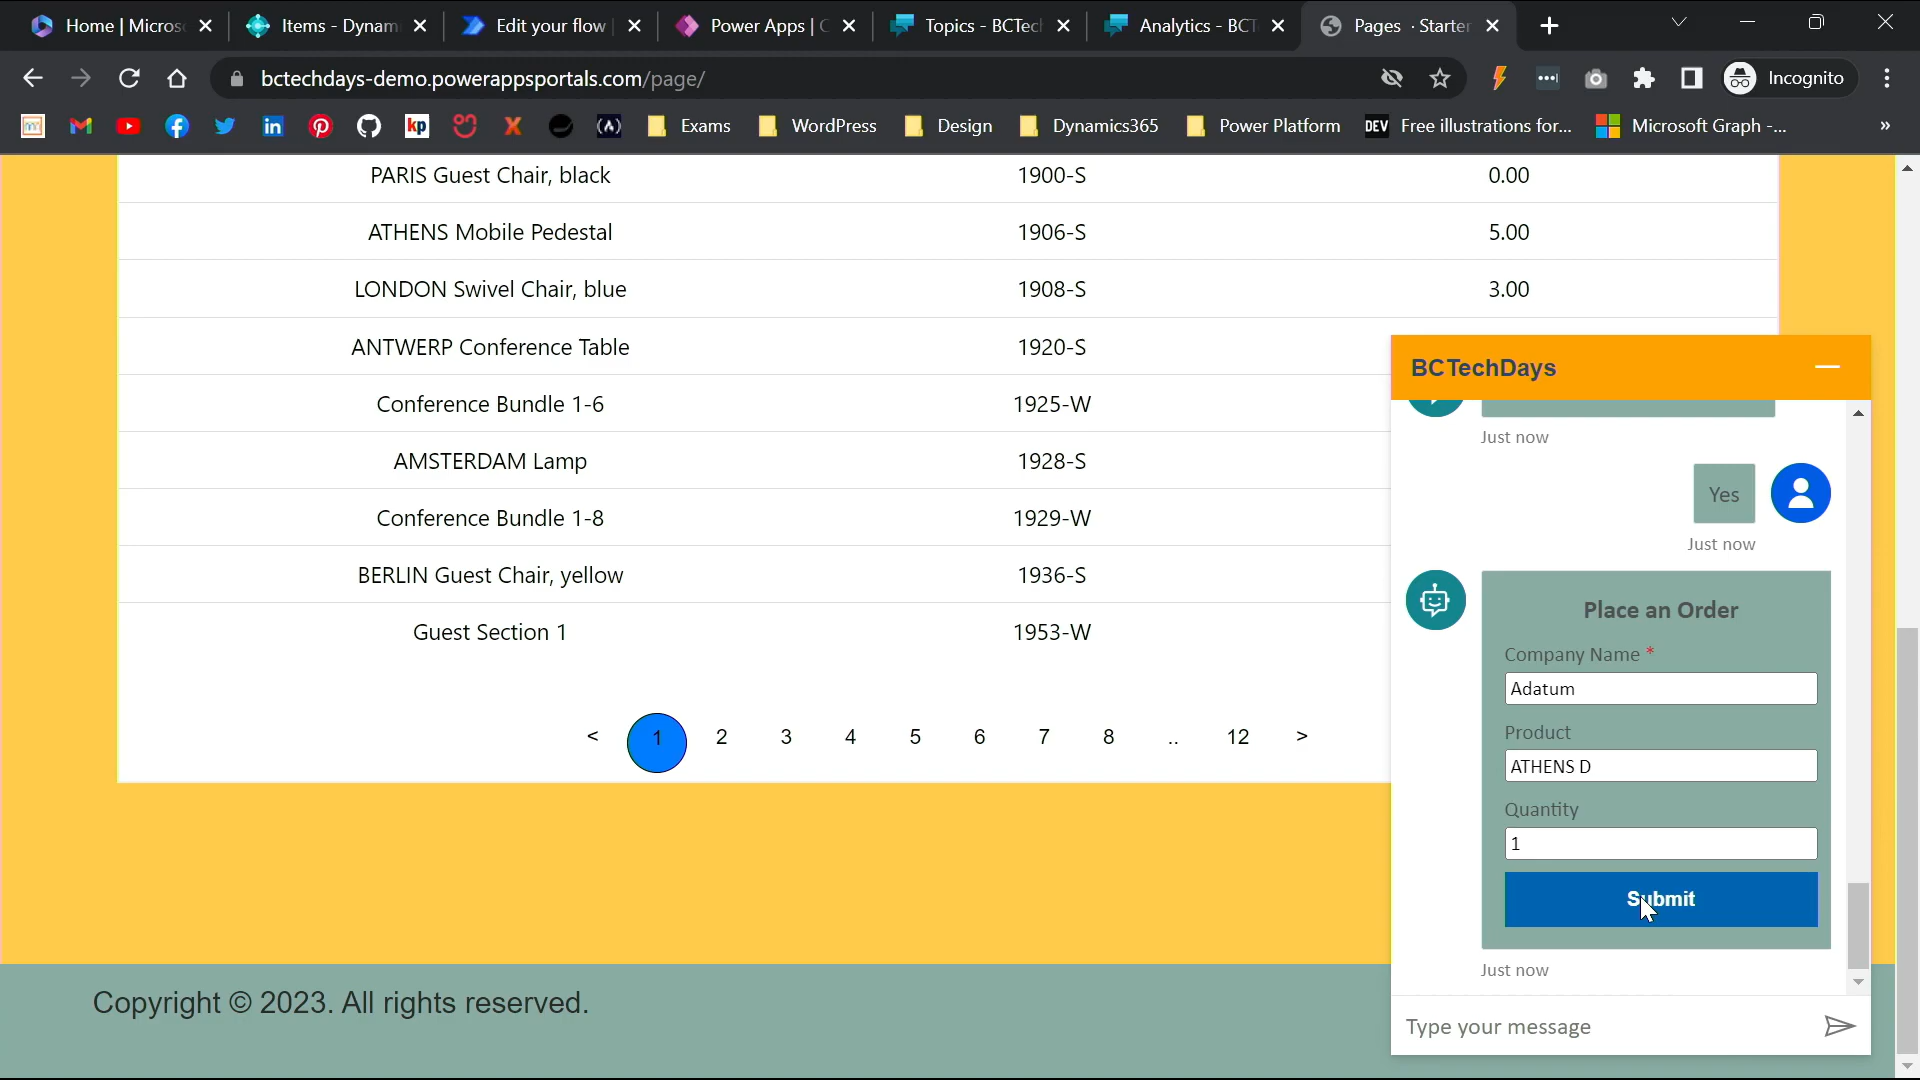 Home | Micros
Items - Dynami
Edit your flow
Power Apps | C
Topics - BCTech
Analytics - BCT
Pages · Starter
bctechdays-demo.powerappsportals.com/page/
Incognito
kp
Exams
WordPress
Design
Dynamics365
Power Platform
DEV
Free illustrations for...
Microsoft Graph -...
»
PARIS Guest Chair, black 1900-S 0.00
ATHENS Mobile Pedestal 1906-S 5.00
LONDON Swivel Chair, blue 1908-S 3.00
ANTWERP Conference Table 1920-S
Conference Bundle 1-6 1925-W
AMSTERDAM Lamp 1928-S
Conference Bundle 1-8 1929-W
BERLIN Guest Chair, yellow 1936-S
Guest Section 1 1953-W
< 1 2 3 4 5 6 7 8 .. 12 >
Copyright © 2023. All rights reserved.
BCTechDays
Just now
Yes
Just now
Place an Order
Company Name *
Adatum
Product
ATHENS D
Quantity
1
Submit
Just now
Type your message